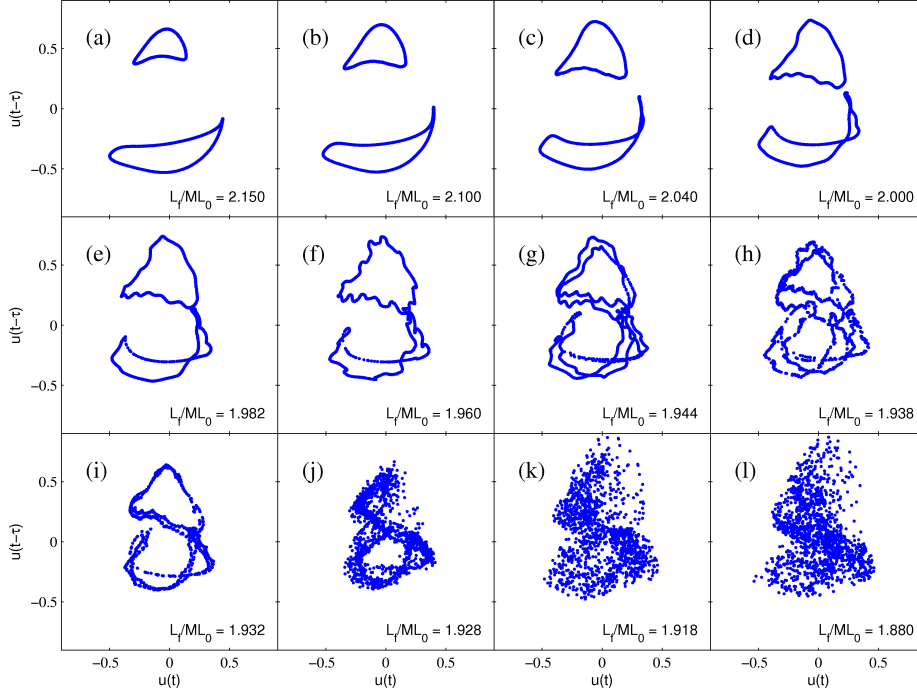 (a) (b) (c) (d)
0.5
u(t−τ)
0
−0.5
L_f/ML_0 = 2.150 L_f/ML_0 = 2.100 L_f/ML_0 = 2.040 L_f/ML_0 = 2.000
(e) (f) (g) (h)
0.5
u(t−τ)
0
−0.5
L_f/ML_0 = 1.982 L_f/ML_0 = 1.960 L_f/ML_0 = 1.944 L_f/ML_0 = 1.938
(i) (j) (k) (l)
0.5
u(t−τ)
0
−0.5
L_f/ML_0 = 1.932 L_f/ML_0 = 1.928 L_f/ML_0 = 1.918 L_f/ML_0 = 1.880
−0.5 0 0.5 −0.5 0 0.5 −0.5 0 0.5 −0.5 0 0.5
u(t) u(t) u(t) u(t)